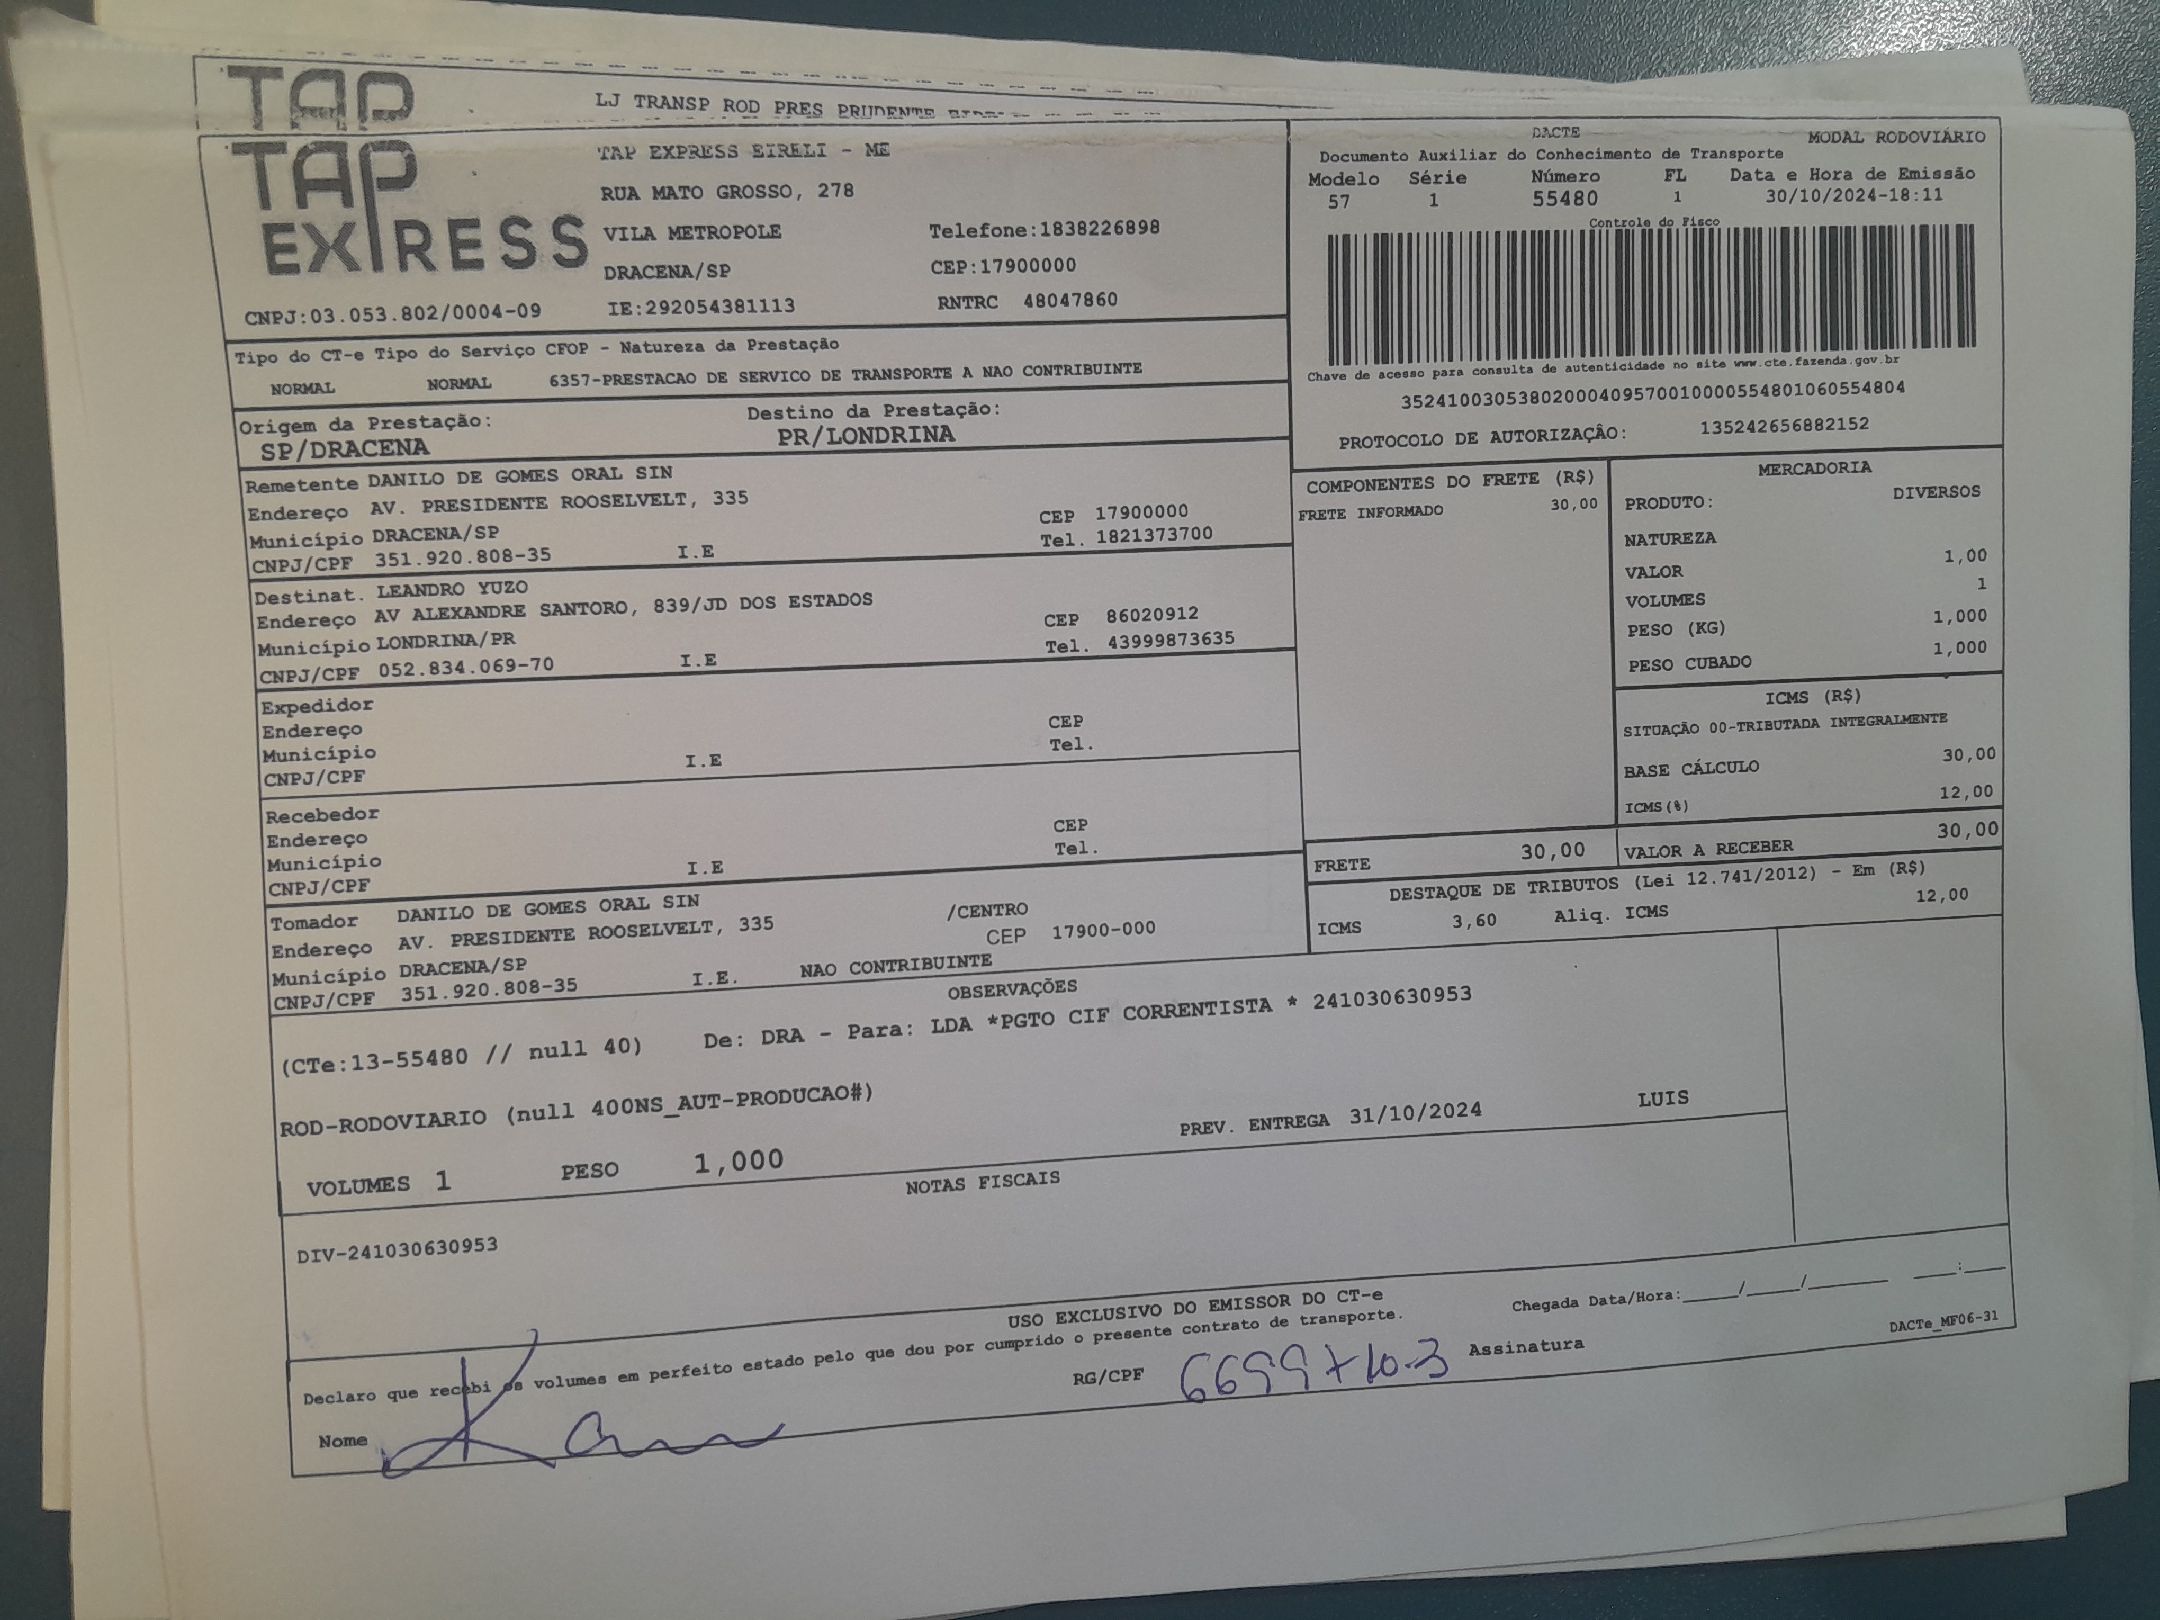 TAP
LJ TRANSP ROD PRES PRUDENTE
TAP
EXPRESS
TAP EXPRESS EIRELI - ME
RUA MATO GROSSO, 278
VILA METROPOLE Telefone:1838226898
DRACENA/SP CEP:17900000
CNPJ:03.053.802/0004-09 IE:292054381113 RNTRC 48047860
DACTE MODAL RODOVIÁRIO
Documento Auxiliar do Conhecimento de Transporte
Modelo Série Número FL Data e Hora de Emissão
57 1 55480 1 30/10/2024-18:11
Controle do Fisco
Chave de acesso para consulta de autenticidade no site www.cte.fazenda.gov.br
35241003053802000409570010000554801060554804
PROTOCOLO DE AUTORIZAÇÂO: 135242656882152
Tipo do CT-e Tipo do Serviço CFOP - Natureza da Prestação
NORMAL NORMAL 6357-PRESTACAO DE SERVICO DE TRANSPORTE A NAO CONTRIBUINTE
Origem da Prestação: Destino da Prestação:
SP/DRACENA PR/LONDRINA
Remetente DANILO DE GOMES ORAL SIN
Endereço AV. PRESIDENTE ROOSELVELT, 335
Município DRACENA/SP CEP 17900000
CNPJ/CPF 351.920.808-35 I.E Tel. 1821373700
Destinat. LEANDRO YUZO
Endereço AV ALEXANDRE SANTORO, 839/JD DOS ESTADOS
Município LONDRINA/PR CEP 86020912
CNPJ/CPF 052.834.069-70 I.E Tel. 43999873635
Expedidor
Endereço CEP
Município Tel.
CNPJ/CPF I.E
Recebedor
Endereço CEP
Município Tel.
CNPJ/CPF I.E
Tomador DANILO DE GOMES ORAL SIN /CENTRO
Endereço AV. PRESIDENTE ROOSELVELT, 335 CEP 17900-000
Município DRACENA/SP
CNPJ/CPF 351.920.808-35 I.E. NAO CONTRIBUINTE
COMPONENTES DO FRETE (R$)
FRETE INFORMADO 30,00
MERCADORIA
PRODUTO: DIVERSOS
NATUREZA
VALOR 1,00
VOLUMES 1
PESO (KG) 1,000
PESO CUBADO 1,000
ICMS (R$)
SITUAÇÃO 00-TRIBUTADA INTEGRALMENTE
BASE CÁLCULO 30,00
ICMS(%) 12,00
FRETE 30,00 VALOR A RECEBER 30,00
DESTAQUE DE TRIBUTOS (Lei 12.741/2012) - Em (R$)
ICMS 3,60 Aliq. ICMS 12,00
OBSERVAÇÕES
(CTe:13-55480 // null 40) De: DRA - Para: LDA *PGTO CIF CORRENTISTA * 241030630953
ROD-RODOVIARIO (null 400NS_AUT-PRODUCAO#)
PREV. ENTREGA 31/10/2024 LUIS
VOLUMES 1 PESO 1,000
NOTAS FISCAIS
DIV-241030630953
USO EXCLUSIVO DO EMISSOR DO CT-e
Declaro que recebi os volumes em perfeito estado pelo que dou por cumprido o presente contrato de transporte.
Chegada Data/Hora:_____/_____/_______ ____:____
Nome RG/CPF 6699710-3 Assinatura
DACTe_MF06-31